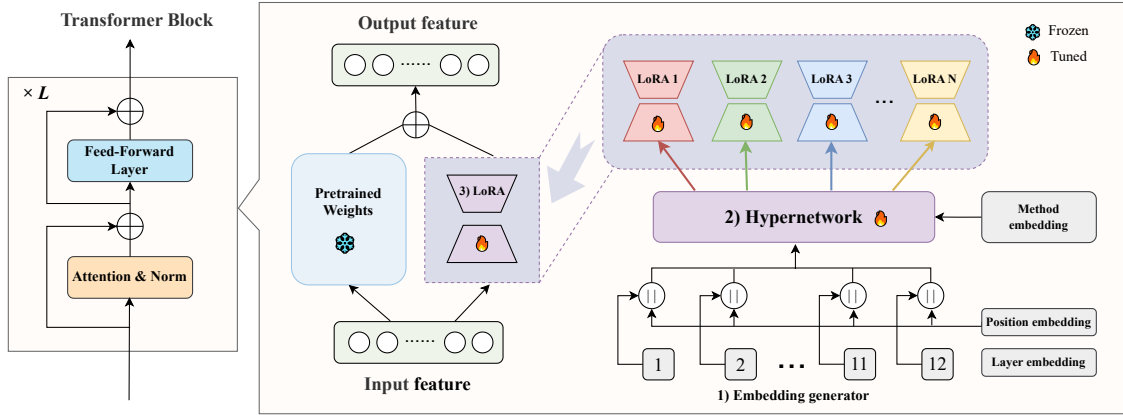 Transformer Block
× L
Feed-Forward
Layer
Attention & Norm
Output feature
......
Pretrained
Weights
3) LoRA
......
Input feature
Frozen
Tuned
LoRA 1
LoRA 2
LoRA 3
...
LoRA N
2) Hypernetwork
Method
embedding
||
||
||
||
Position embedding
1
2
...
11
12
Layer embedding
1) Embedding generator